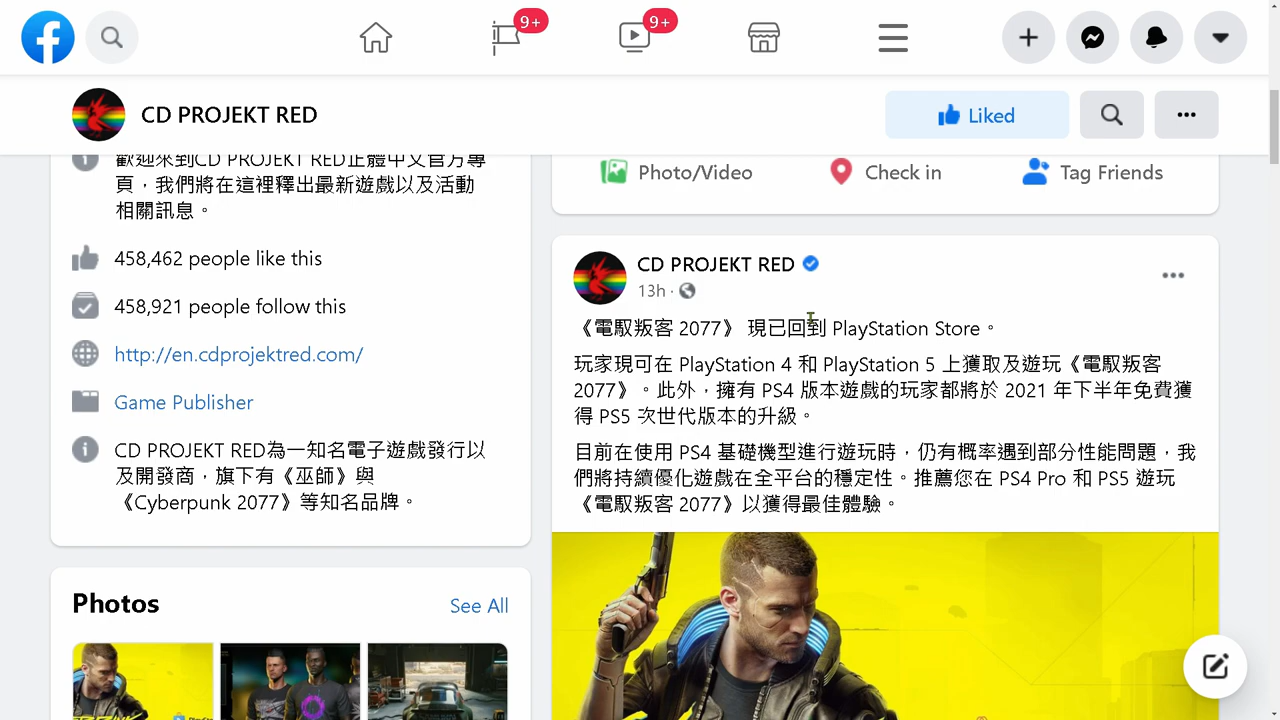 9+
9+
CD PROJEKT RED
Liked
歡迎來到CD PROJEKT RED正體中文官方專
頁，我們將在這裡釋出最新遊戲以及活動
相關訊息。
458,462 people like this
458,921 people follow this
http://en.cdprojektred.com/
Game Publisher
CD PROJEKT RED為一知名電子遊戲發行以
及開發商，旗下有《巫師》與
《Cyberpunk 2077》等知名品牌。
Photos
See All
Photo/Video
Check in
Tag Friends
CD PROJEKT RED
13h ·
《電馭叛客 2077》 現已回到 PlayStation Store。
玩家現可在 PlayStation 4 和 PlayStation 5 上獲取及遊玩《電馭叛客
2077》。此外，擁有 PS4 版本遊戲的玩家都將於 2021 年下半年免費獲
得 PS5 次世代版本的升級。
目前在使用 PS4 基礎機型進行遊玩時，仍有概率遇到部分性能問題，我
們將持續優化遊戲在全平台的穩定性。推薦您在 PS4 Pro 和 PS5 遊玩
《電馭叛客 2077》以獲得最佳體驗。